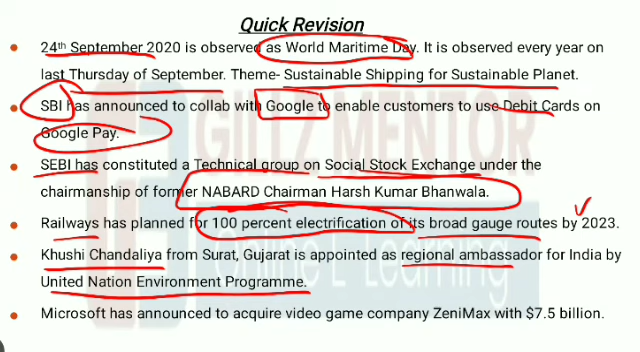 Quick Revision
24th September 2020 is observed as World Maritime Day. It is observed every year on
last Thursday of September. Theme- Sustainable Shipping for Sustainable Planet.
SBI has announced to collab with Google to enable customers to use Debit Cards on
Google Pay.
SEBI has constituted a Technical group on Social Stock Exchange under the
chairmanship of former NABARD Chairman Harsh Kumar Bhanwala.
Railways has planned for 100 percent electrification of its broad gauge routes by 2023.
Khushi Chandaliya from Surat, Gujarat is appointed as regional ambassador for India by
United Nation Environment Programme.
Microsoft has announced to acquire video game company ZeniMax with $7.5 billion.